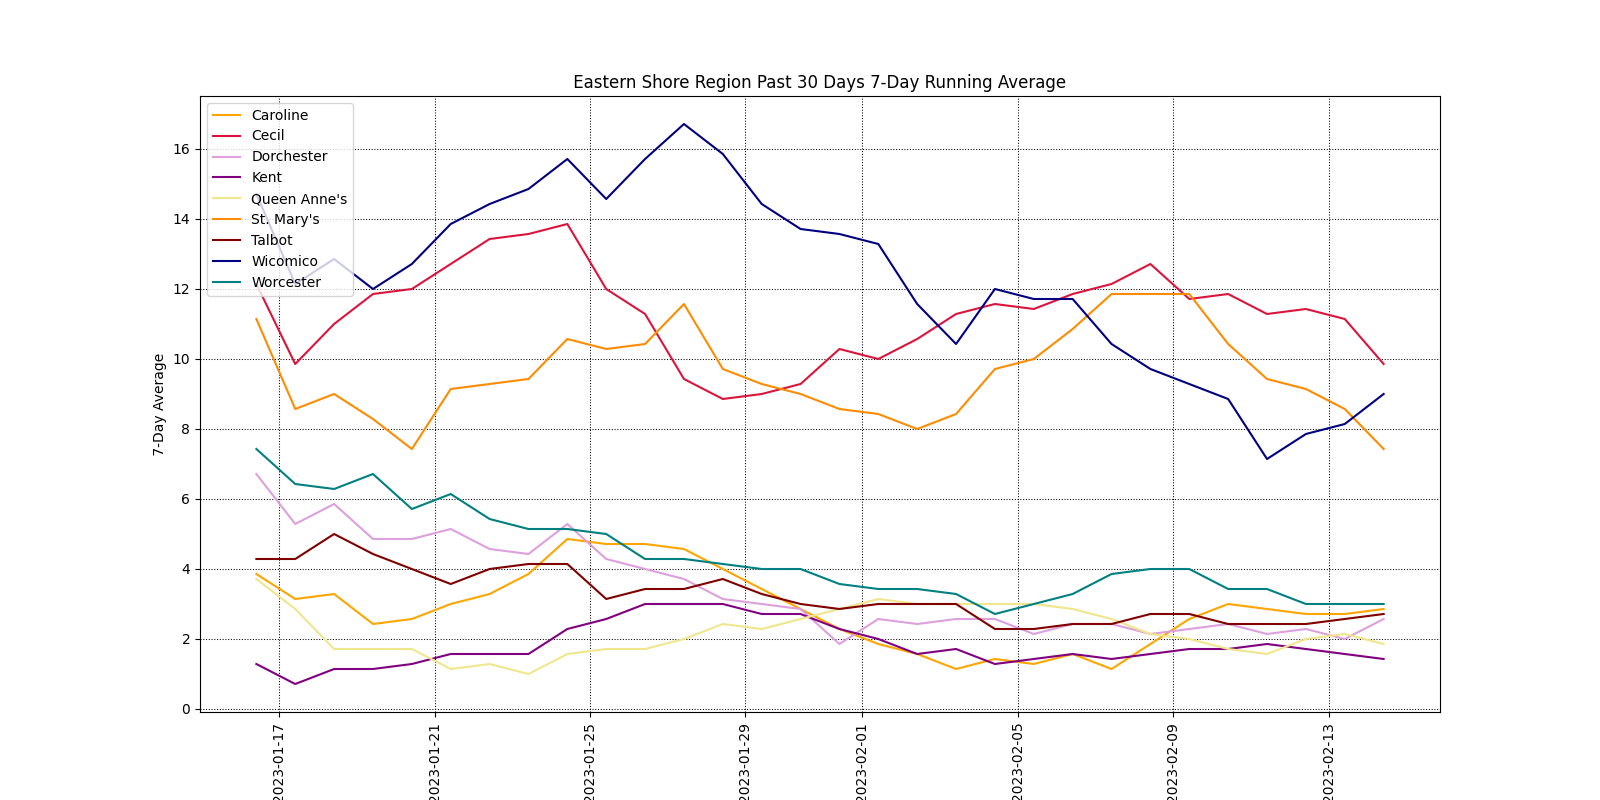 Eastern Shore Region Past 30 Days 7-Day Running Average
Caroline
Cecil
Dorchester
Kent
Queen Anne's
St. Mary's
Talbot
Wicomico
Worcester
7-Day Average
16
14
12
10
8
6
4
2
0
2023-01-17
2023-01-21
2023-01-25
2023-01-29
2023-02-01
2023-02-05
2023-02-09
2023-02-13